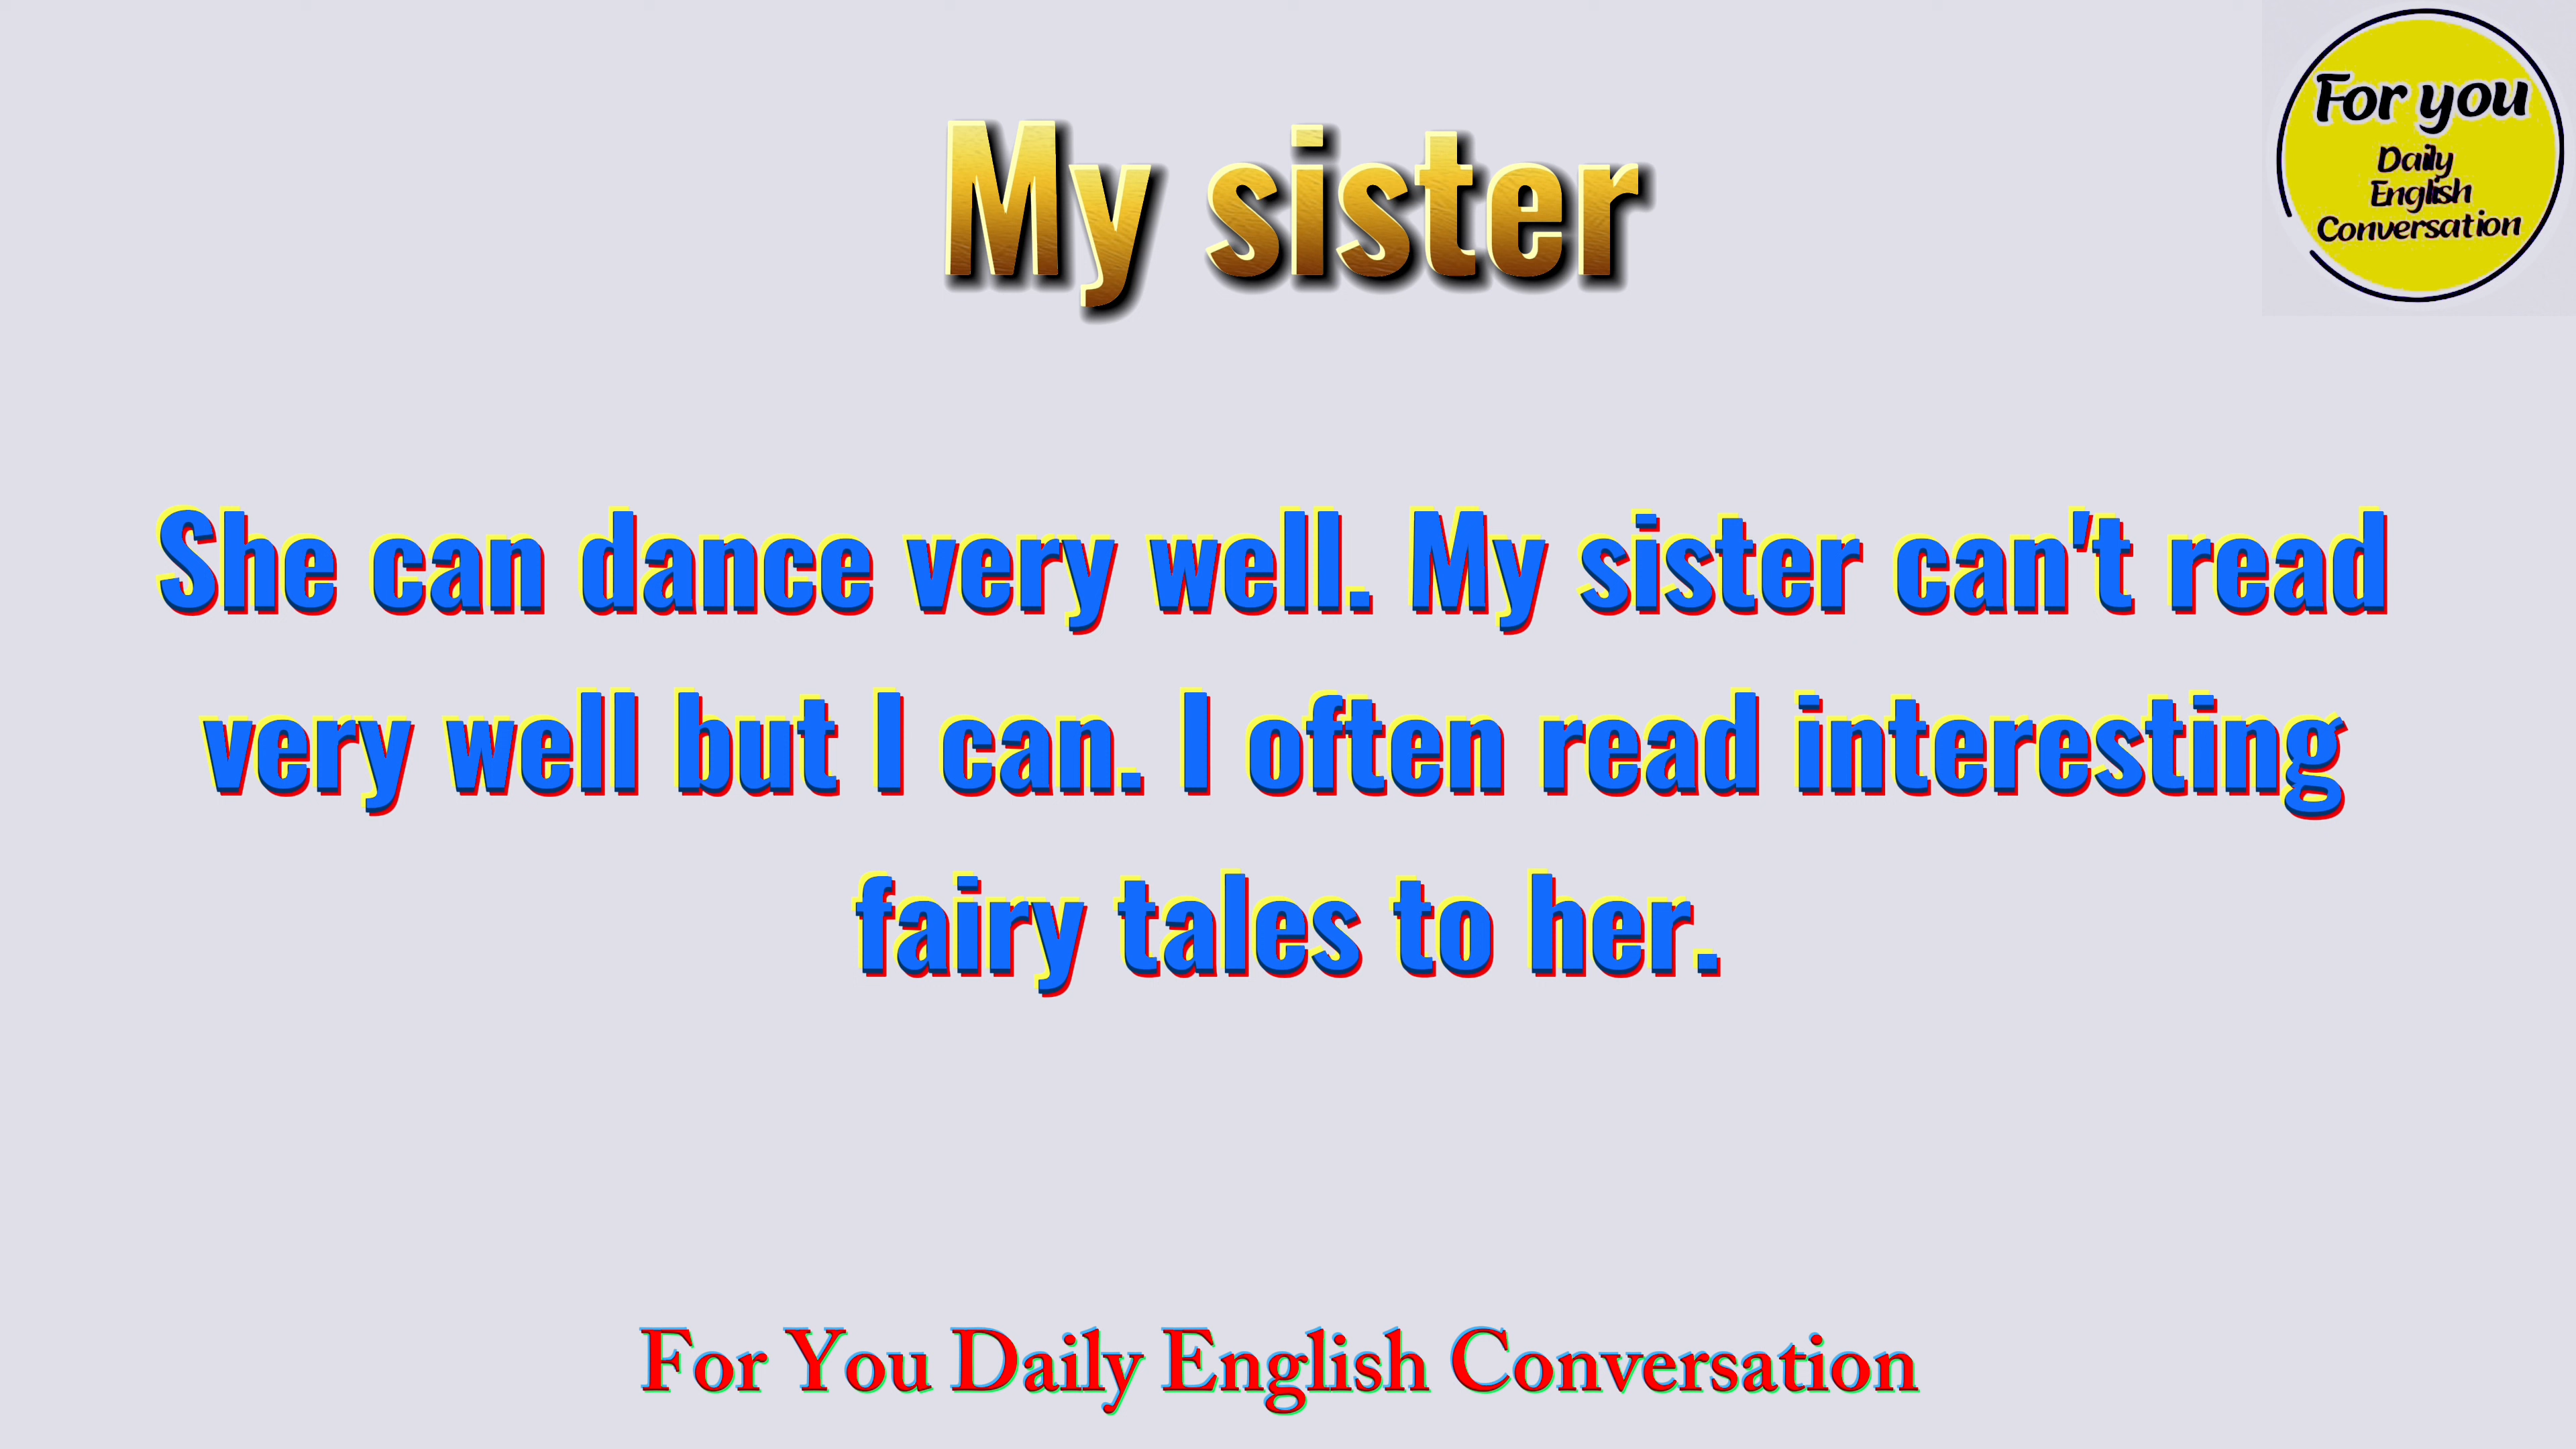 For you
Daily
English
Conversation
My sister
She can dance very well. My sister can't read
very well but I can. I often read interesting
fairy tales to her.
For You Daily English Conversation